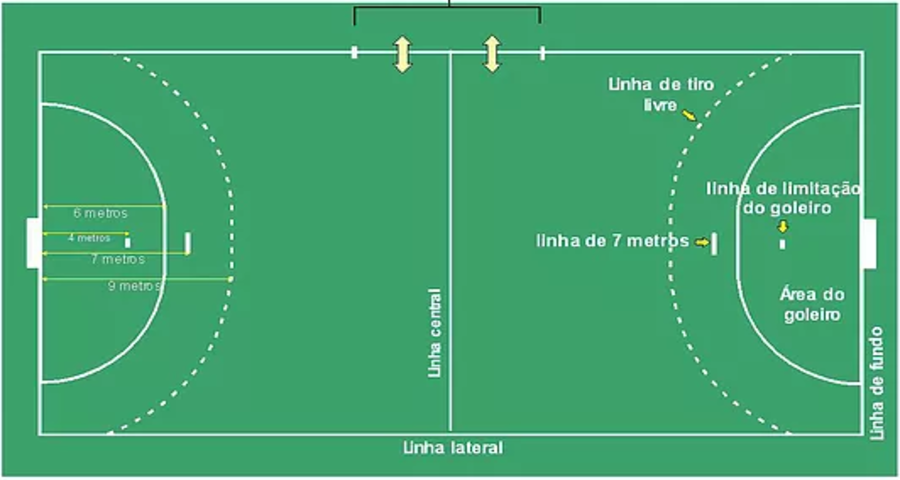 Linha de tiro
livre
linha de limitação
do goleiro
6 metros
4 metros
linha de 7 metros
7 metros
9 metros
Área do
goleiro
Linha central
Linha de fundo
Linha lateral